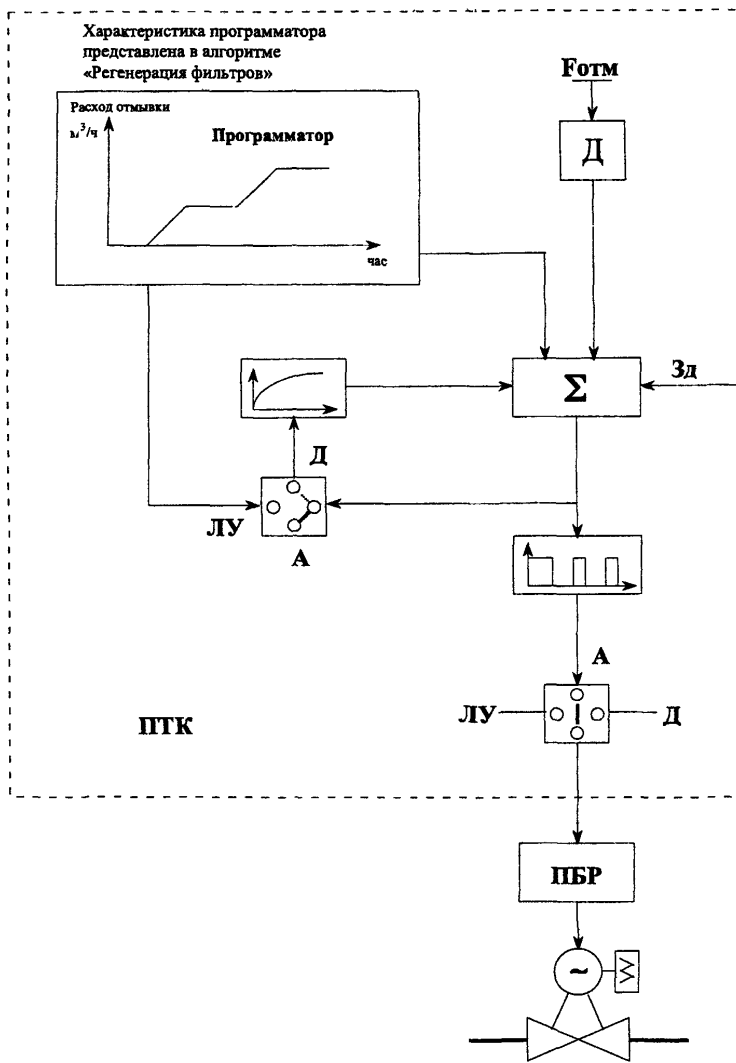 Характеристика программатора
представлена в алгоритме
«Регенерация фильтров»
Расход отмывки
м³/ч
Программатор
час
Fотм
Д
Σ
Зд
Д
ЛУ
А
А
ЛУ
Д
ПТК
ПБР
~